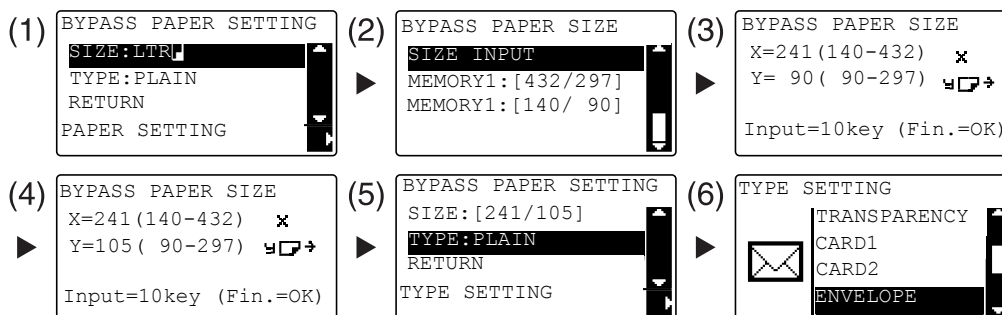 (1)
BYPASS PAPER SETTING
SIZE:LTR
TYPE:PLAIN
RETURN
PAPER SETTING
(2)
BYPASS PAPER SIZE
SIZE INPUT
MEMORY1:[432/297]
MEMORY1:[140/ 90]
(3)
BYPASS PAPER SIZE
X=241(140-432) x
Y= 90( 90-297) y
Input=10key (Fin.=OK)
(4)
BYPASS PAPER SIZE
X=241(140-432) x
Y=105( 90-297) y
Input=10key (Fin.=OK)
(5)
BYPASS PAPER SETTING
SIZE:[241/105]
TYPE:PLAIN
RETURN
TYPE SETTING
(6)
TYPE SETTING
TRANSPARENCY
CARD1
CARD2
ENVELOPE